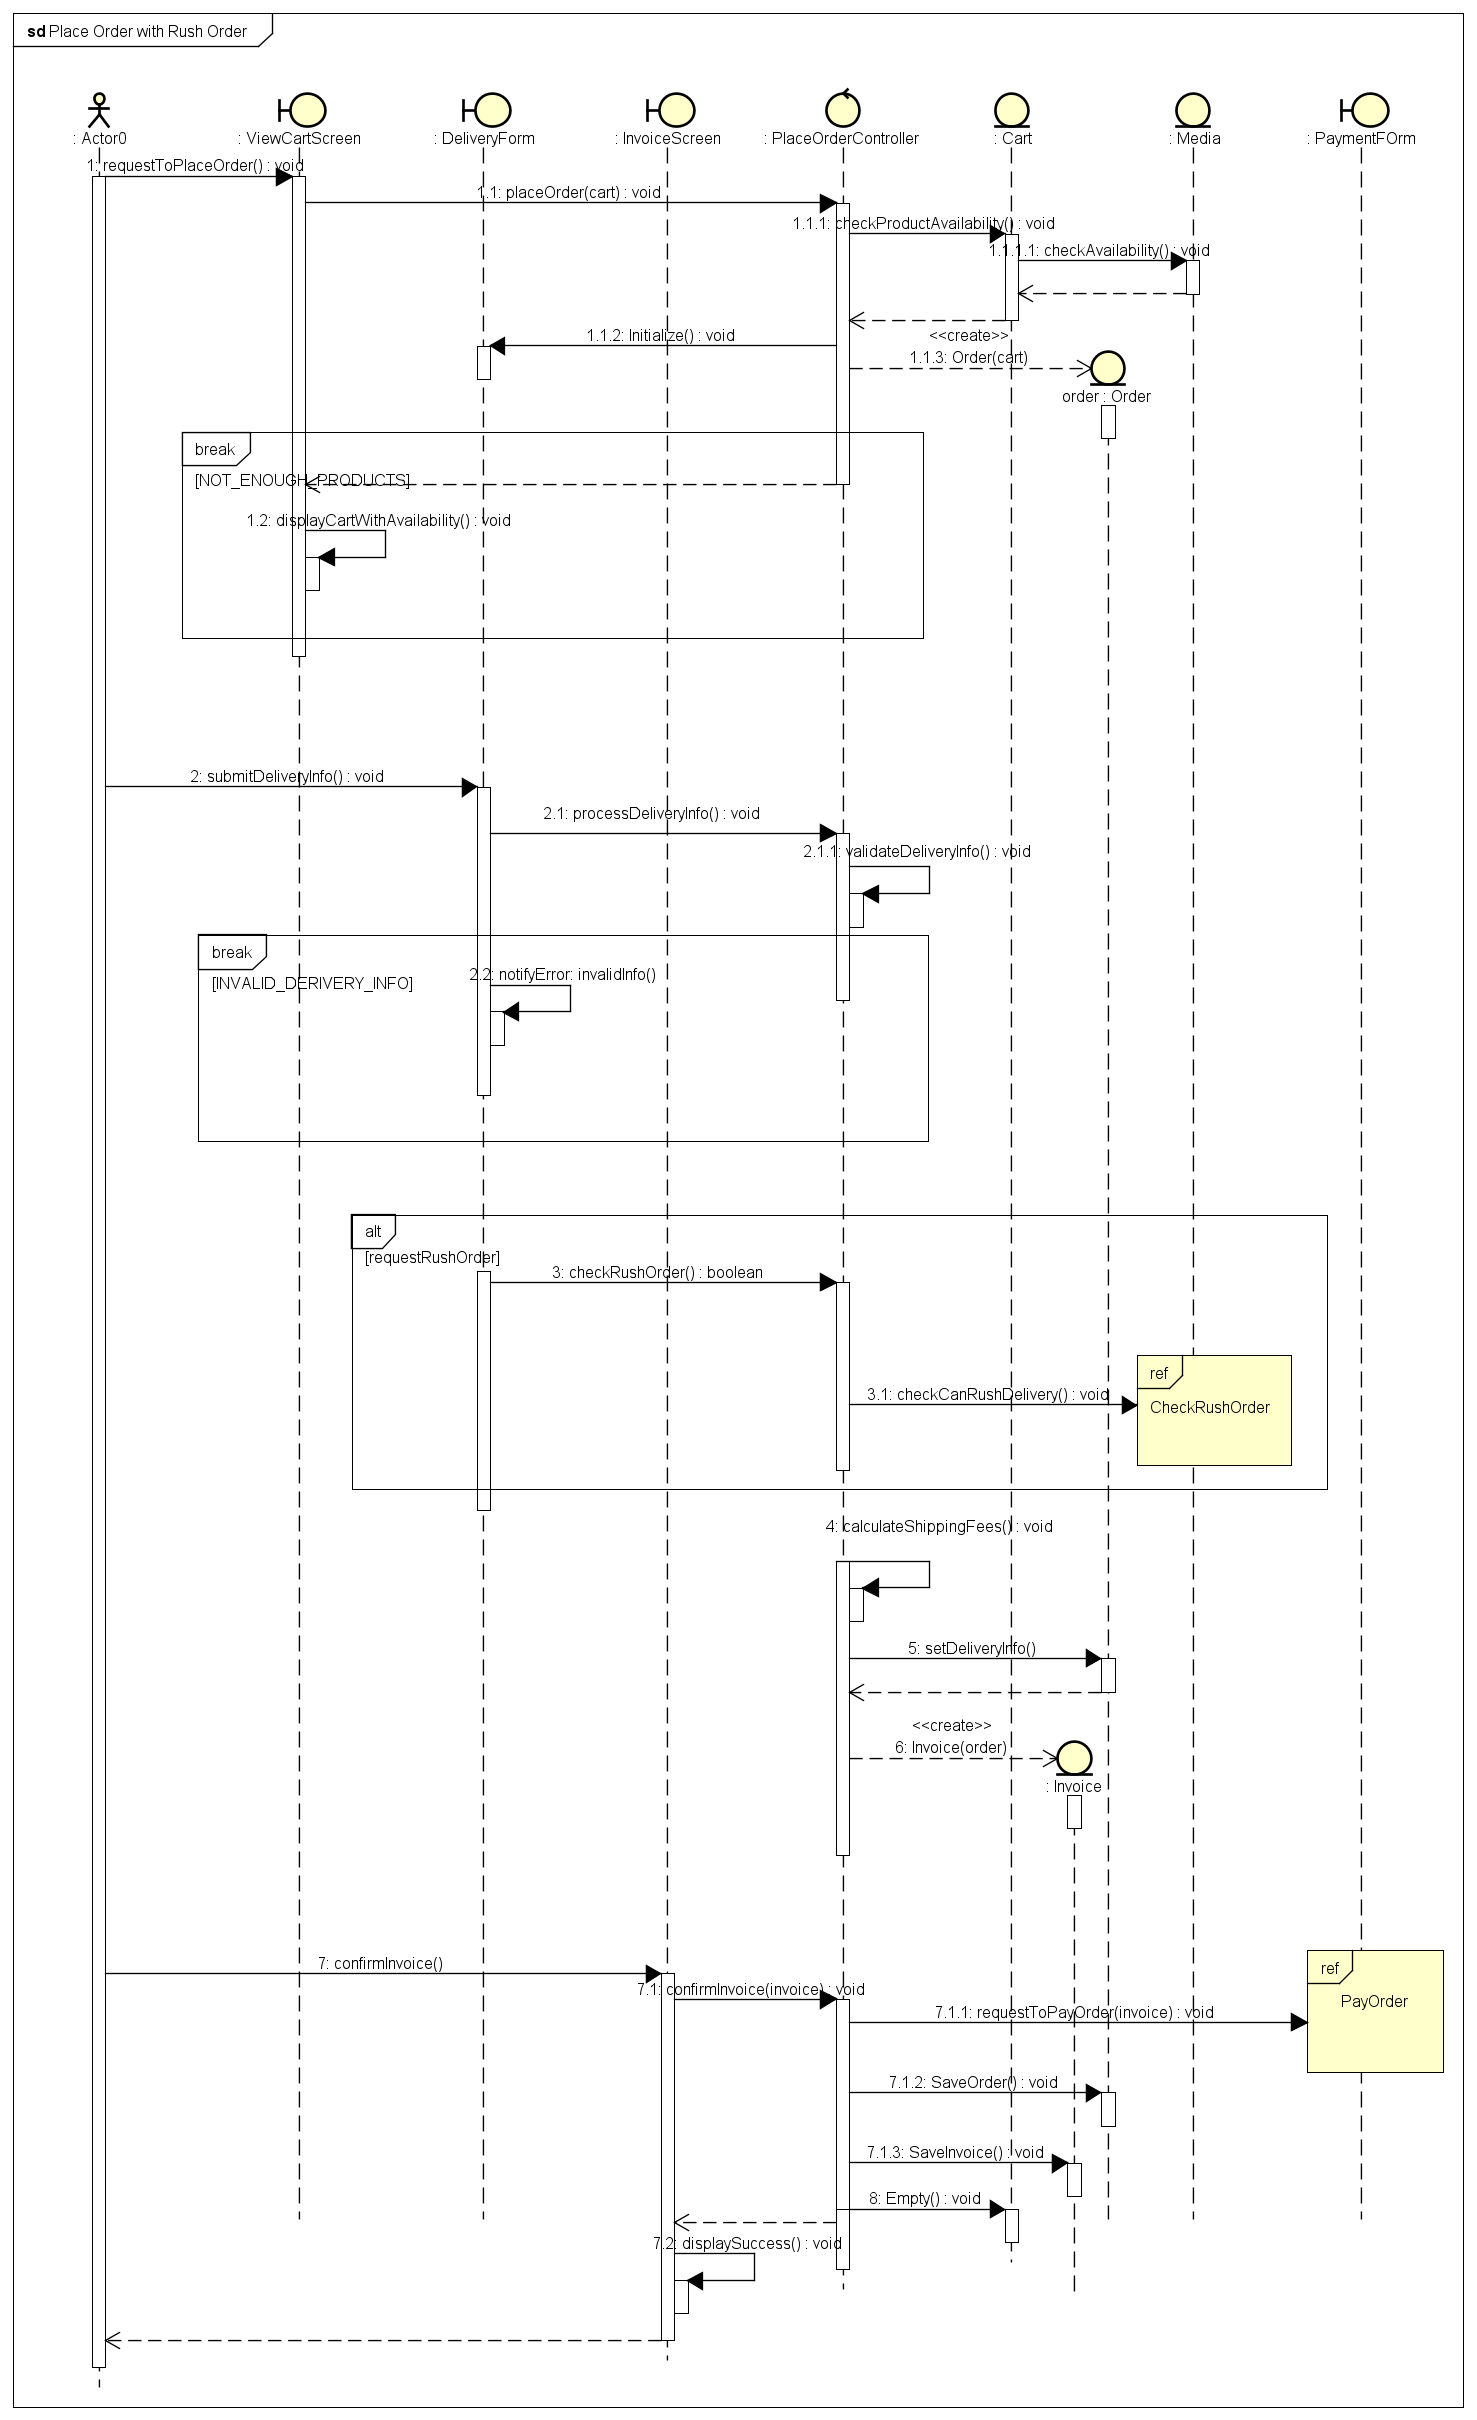 sd Place Order with Rush Order
: Actor0
: ViewCartScreen
: DeliveryForm
: InvoiceScreen
: PlaceOrderController
: Cart
: Media
: PaymentFOrm
1: requestToPlaceOrder() : void
1.1: placeOrder(cart) : void
1.1.1: checkProductAvailability() : void
1.1.1.1: checkAvailability() : void
1.1.2: Initialize() : void
<<create>>
1.1.3: Order(cart)
order : Order
break
[NOT_ENOUGH_PRODUCTS]
1.2: displayCartWithAvailability() : void
2: submitDeliveryInfo() : void
2.1: processDeliveryInfo() : void
2.1.1: validateDeliveryInfo() : void
break
[INVALID_DERIVERY_INFO]
2.2: notifyError: invalidInfo()
alt
[requestRushOrder]
3: checkRushOrder() : boolean
ref
3.1: checkCanRushDelivery() : void
CheckRushOrder
4: calculateShippingFees() : void
5: setDeliveryInfo()
<<create>>
6: Invoice(order)
: Invoice
7: confirmInvoice()
ref
7.1: confirmInvoice(invoice) : void
PayOrder
7.1.1: requestToPayOrder(invoice) : void
7.1.2: SaveOrder() : void
7.1.3: SaveInvoice() : void
8: Empty() : void
7.2: displaySuccess() : void